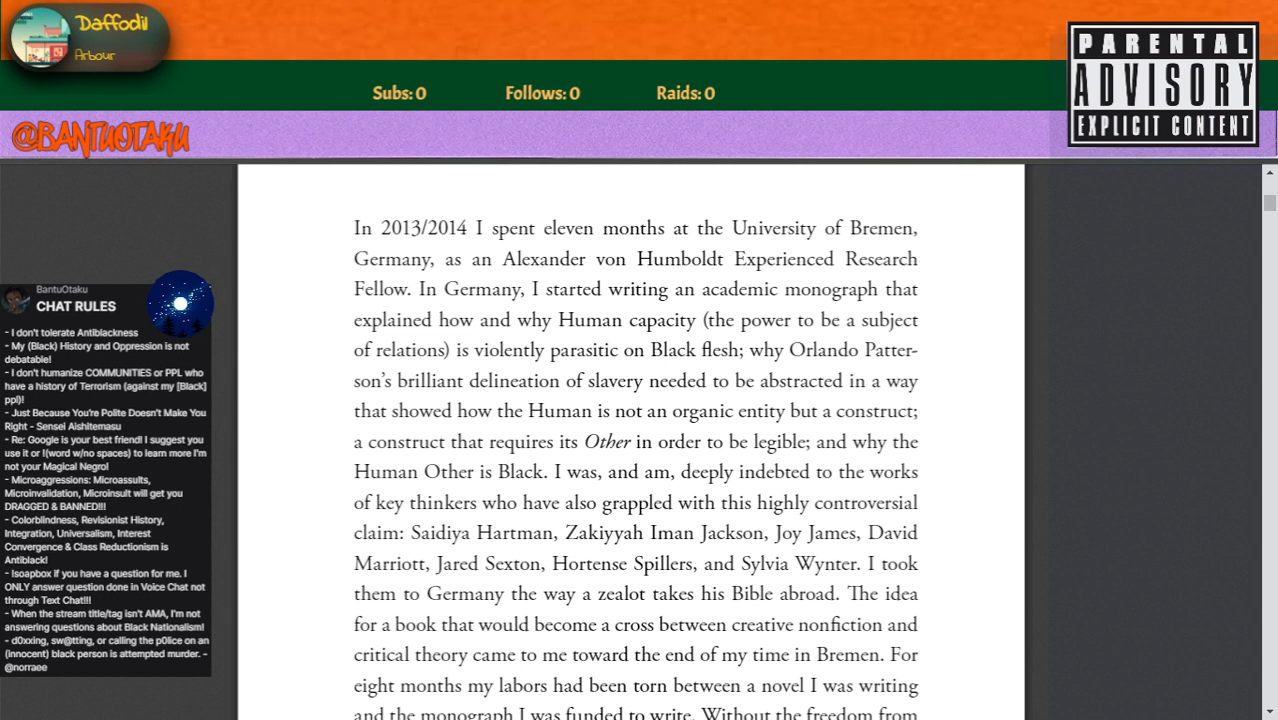 Daffodil
Arbour
PARENTAL
ADVISORY
EXPLICIT CONTENT
Subs: 0 Follows: 0 Raids: 0
@BANTUOTAKU
In 2013/2014 I spent eleven months at the University of Bremen,
Germany, as an Alexander von Humboldt Experienced Research
Fellow. In Germany, I started writing an academic monograph that
explained how and why Human capacity (the power to be a subject
of relations) is violently parasitic on Black flesh; why Orlando Patter-
son's brilliant delineation of slavery needed to be abstracted in a way
that showed how the Human is not an organic entity but a construct;
a construct that requires its Other in order to be legible; and why the
Human Other is Black. I was, and am, deeply indebted to the works
of key thinkers who have also grappled with this highly controversial
claim: Saidiya Hartman, Zakiyyah Iman Jackson, Joy James, David
Marriott, Jared Sexton, Hortense Spillers, and Sylvia Wynter. I took
them to Germany the way a zealot takes his Bible abroad. The idea
for a book that would become a cross between creative nonfiction and
critical theory came to me toward the end of my time in Bremen. For
eight months my labors had been torn between a novel I was writing
and the monograph I was funded to write. Without the freedom from
BantuOtaku
CHAT RULES
- I don't tolerate Antiblackness
- My (Black) History and Oppression is not
debatable!
- I don't humanize COMMUNITIES or PPL who
have a history of Terrorism (against my [Black]
ppl)!
- Just Because You're Polite Doesn't Make You
Right - Sensei Aishitemasu
- Re: Google is your best friend! I suggest you
use it or !(word w/no spaces) to learn more I'm
not your Magical Negro!
- Microaggressions: Microassults,
Microinvalidation, Microinsult will get you
DRAGGED & BANNED!!!
- Colorblindness, Revisionist History,
Integration, Universalism, Interest
Convergence & Class Reductionism is
Antiblack!
- !soapbox if you have a question for me. I
ONLY answer question done in Voice Chat not
through Text Chat!!!
- When the stream title/tag isn't AMA, I'm not
answering questions about Black Nationalism!
- d0xxing, sw@tting, or calling the p0lice on an
(innocent) black person is attempted murder. -
@norraee